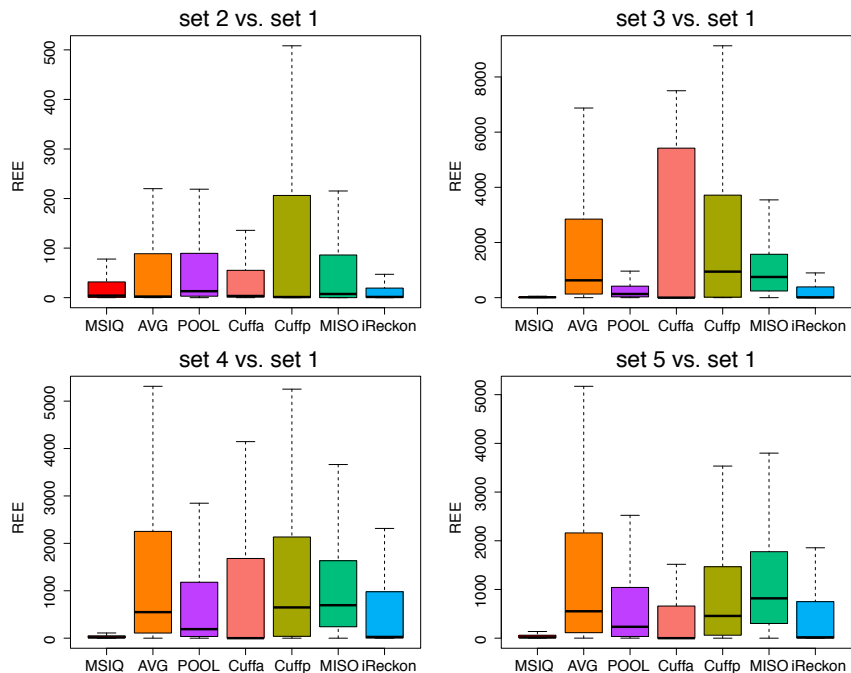 set 2 vs. set 1
REE
0
100
200
300
400
500
MSIQ AVG POOL Cuffa Cuffp MISO iReckon
set 3 vs. set 1
REE
0
2000
4000
6000
8000
MSIQ AVG POOL Cuffa Cuffp MISO iReckon
set 4 vs. set 1
REE
0
1000
2000
3000
4000
5000
MSIQ AVG POOL Cuffa Cuffp MISO iReckon
set 5 vs. set 1
REE
0
1000
2000
3000
4000
5000
MSIQ AVG POOL Cuffa Cuffp MISO iReckon